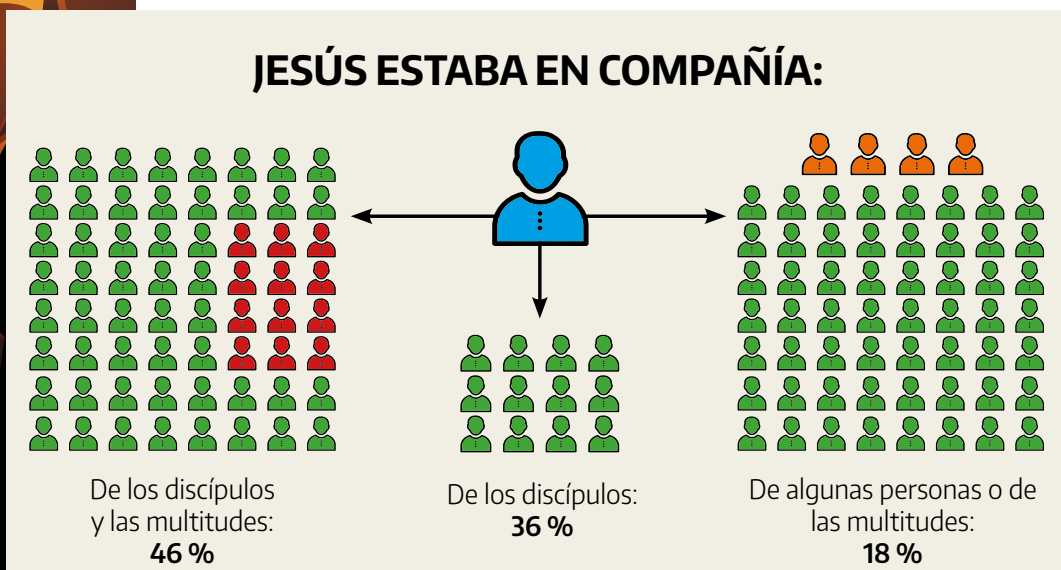 JESÚS ESTABA EN COMPAÑÍA:
De los discípulos
y las multitudes:
46 %
De los discípulos:
36 %
De algunas personas o de
las multitudes:
18 %